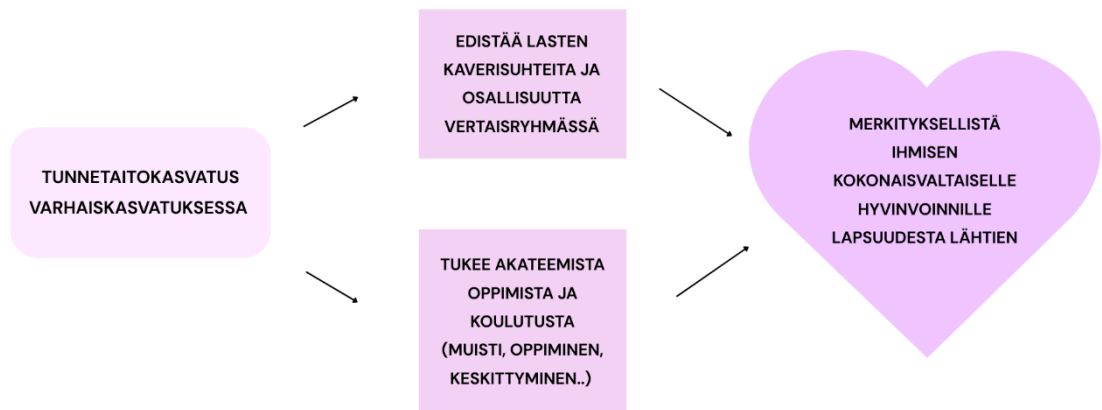 TUNNETAITOKASVATUS
VARHAISKASVATUKSESSA
EDISTÄÄ LASTEN
KAVERISUHTEITA JA
OSALLISUUTTA
VERTAISRYHMÄSSÄ
TUKEE AKATEEMISTA
OPPIMISTA JA
KOULUTUSTA
(MUISTI, OPPIMINEN,
KESKITTYMINEN..)
MERKITYKSELLISTÄ
IHMISEN
KOKONAISVALTAISELLE
HYVINVOINNILLE
LAPSUUDESTA LÄHTIEN